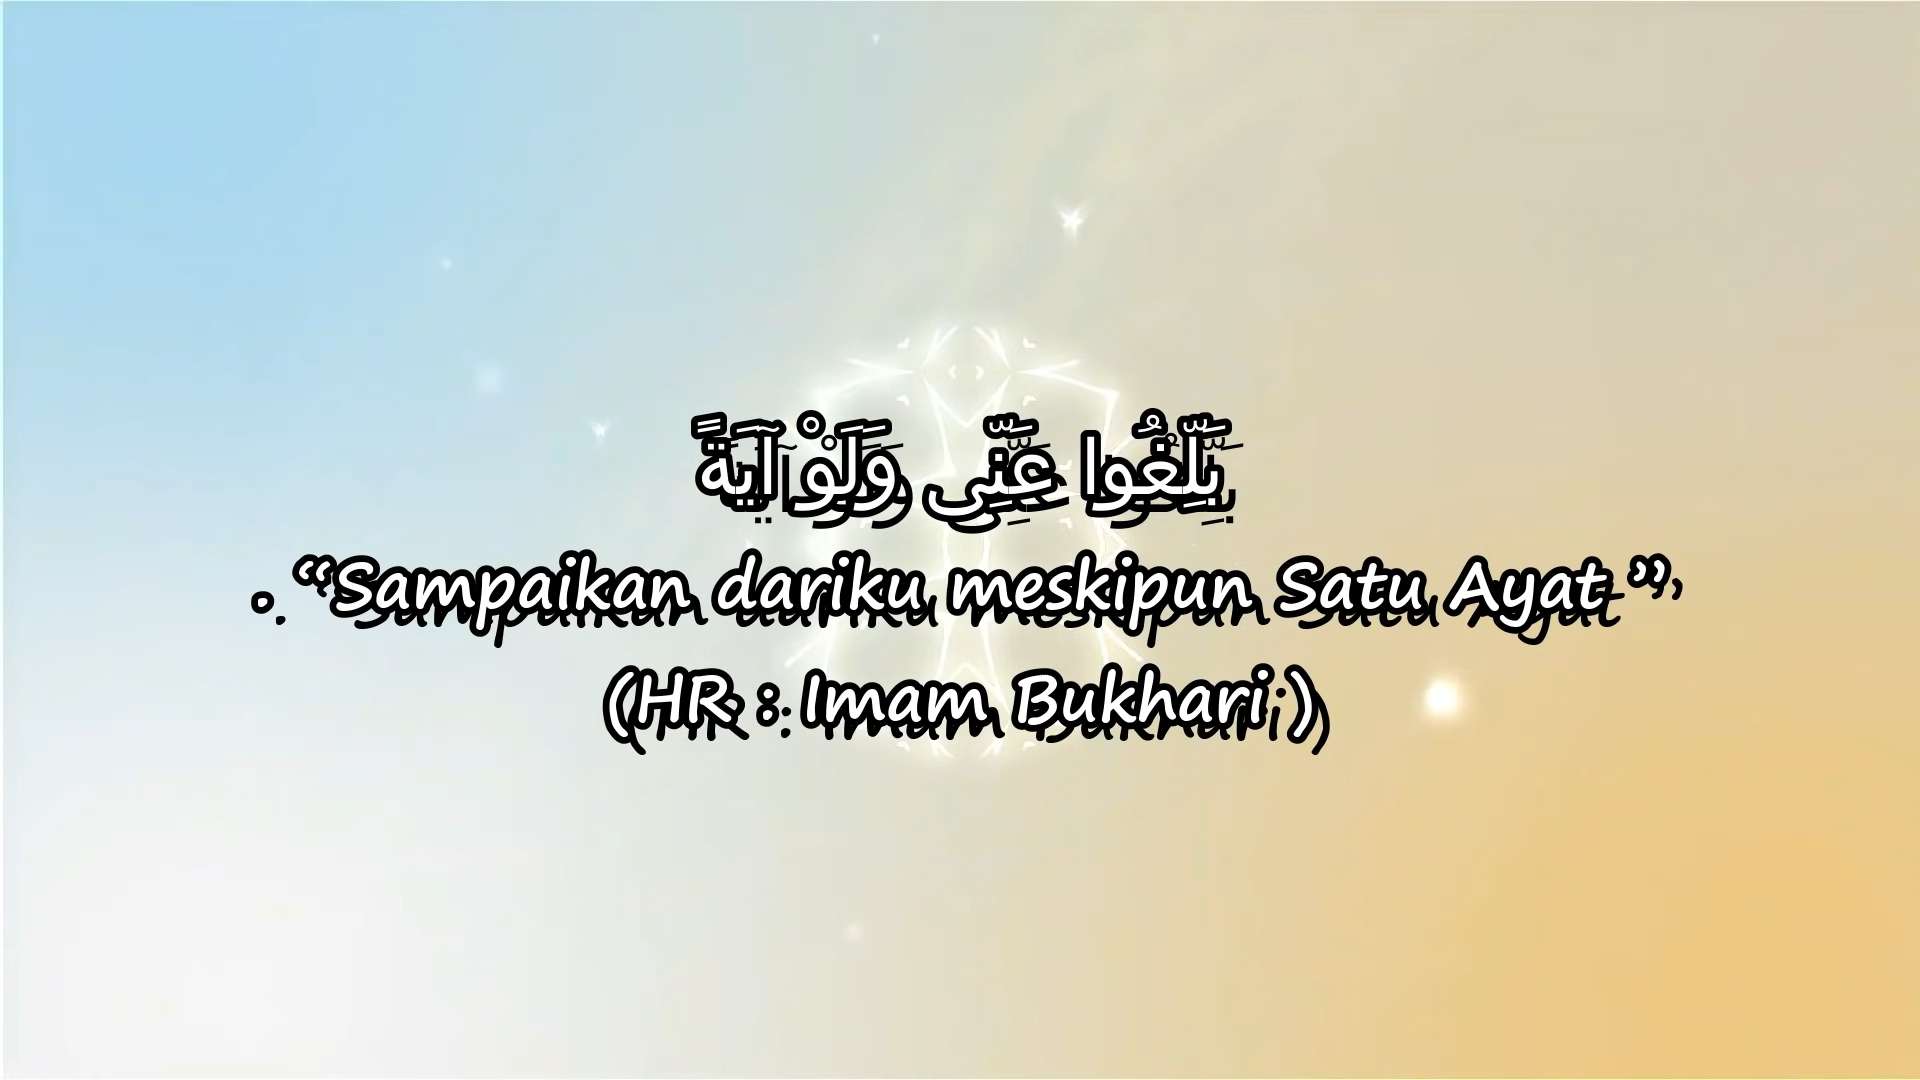 بَلِّغُوا عَنِّى وَلَوْ آيَةً
. “Sampaikan dariku meskipun Satu Ayat ”
(HR : Imam Bukhari )